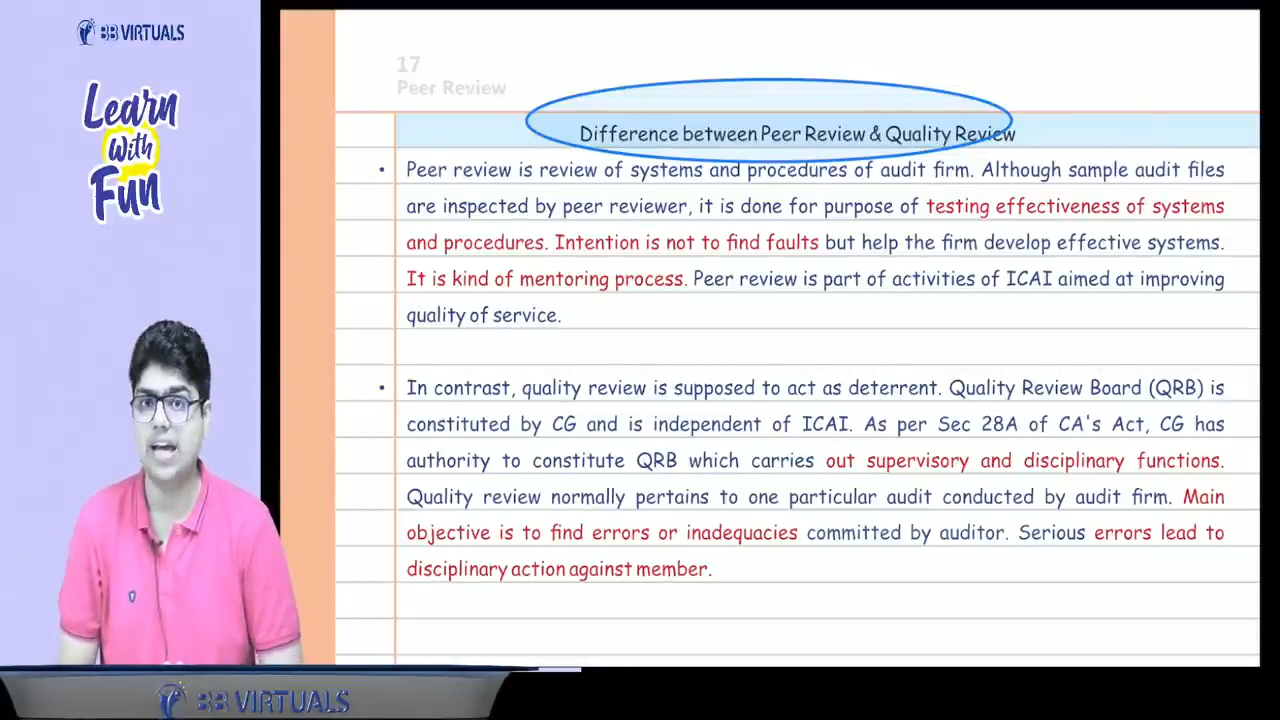 BB VIRTUALS
Learn
With
Fun
17
Peer Review
Difference between Peer Review & Quality Review
• Peer review is review of systems and procedures of audit firm. Although sample audit files
are inspected by peer reviewer, it is done for purpose of testing effectiveness of systems
and procedures. Intention is not to find faults but help the firm develop effective systems.
It is kind of mentoring process. Peer review is part of activities of ICAI aimed at improving
quality of service.
• In contrast, quality review is supposed to act as deterrent. Quality Review Board (QRB) is
constituted by CG and is independent of ICAI. As per Sec 28A of CA's Act, CG has
authority to constitute QRB which carries out supervisory and disciplinary functions.
Quality review normally pertains to one particular audit conducted by audit firm. Main
objective is to find errors or inadequacies committed by auditor. Serious errors lead to
disciplinary action against member.
BB VIRTUALS